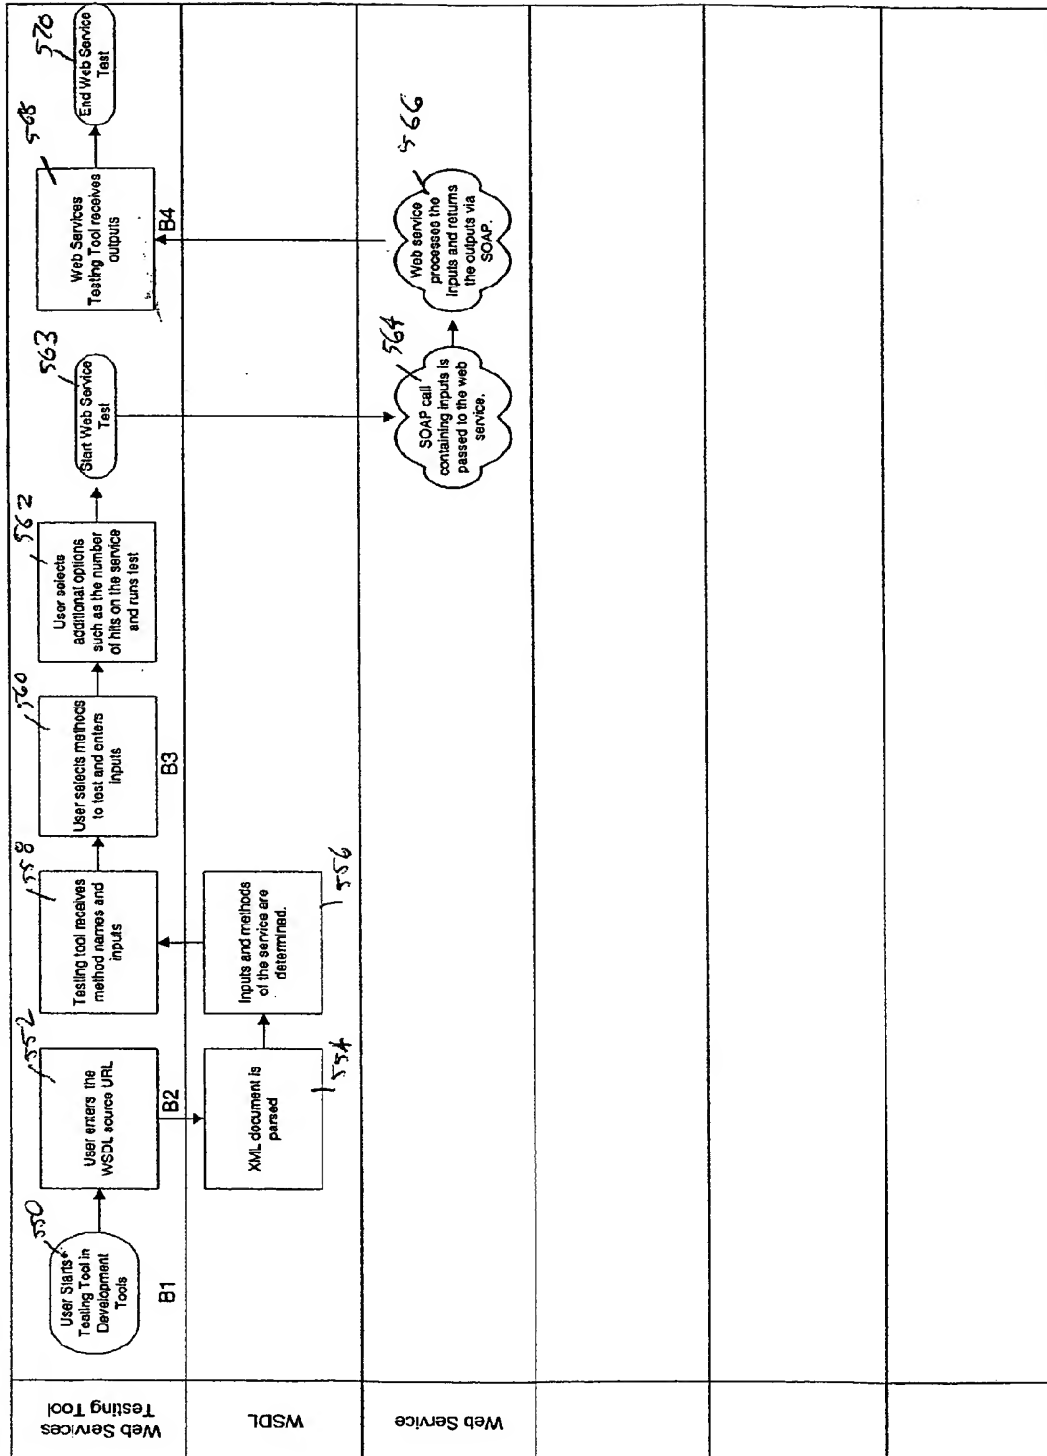 Web Services
Testing Tool
550
User Starts
Testing Tool in
Development
Tools
B1
552
User enters the
WSDL source URL
B2
558
Testing tool receives
method names and
inputs
560
User selects methods
to test and enters
inputs
B3
562
User selects
additional options
such as the number
of hits on the service
and runs test
563
Start Web Service
Test
568
Web Services
Testing Tool receives
outputs
B4
570
End Web Service
Test
WSDL
XML document is
parsed
554
Inputs and methods
of the service are
determined.
556
Web Service
564
SOAP call
containing inputs is
passed to the web
service.
566
Web service
processes the
inputs and returns
the outputs via
SOAP.